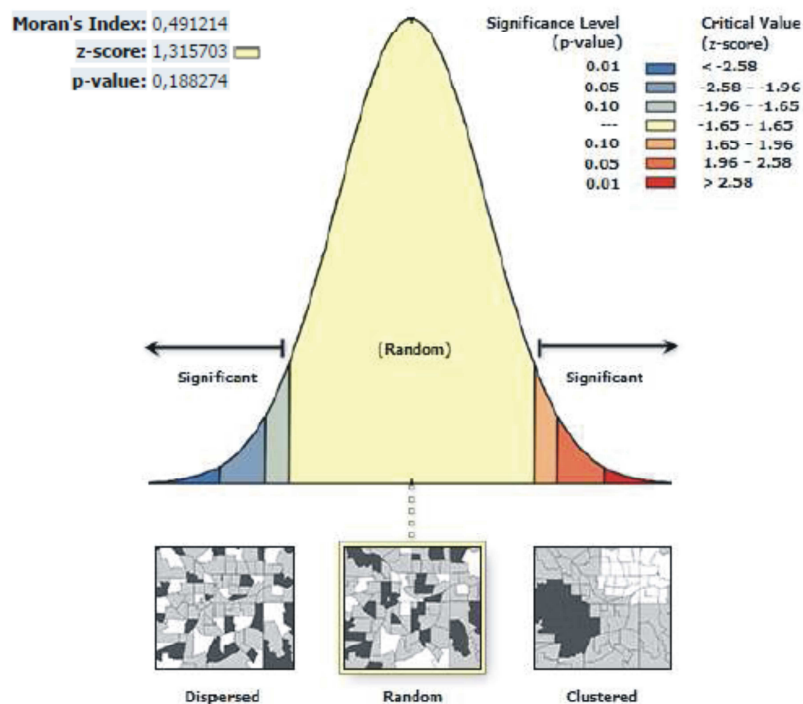 Moran's Index: 0,491214
z-score: 1,315703
p-value: 0,188274
Significance Level
(p-value)
Critical Value
(z-score)
0.01 < -2.58
0.05 -2.58 - -1.96
0.10 -1.96 - -1.65
--- -1.65 - 1.65
0.10 1.65 - 1.96
0.05 1.96 - 2.58
0.01 > 2.58
(Random)
Significant Significant
Dispersed Random Clustered